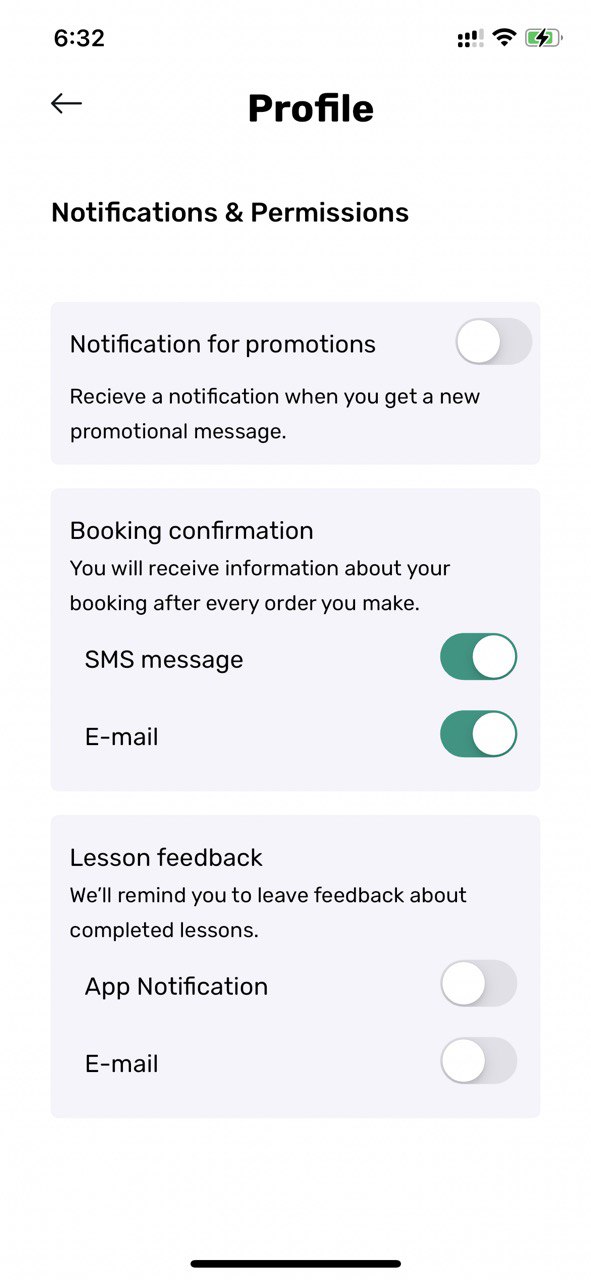 6:32
Profile
Notifications & Permissions
Notification for promotions
Recieve a notification when you get a new
promotional message.
Booking confirmation
You will receive information about your
booking after every order you make.
SMS message
E-mail
Lesson feedback
We’ll remind you to leave feedback about
completed lessons.
App Notification
E-mail